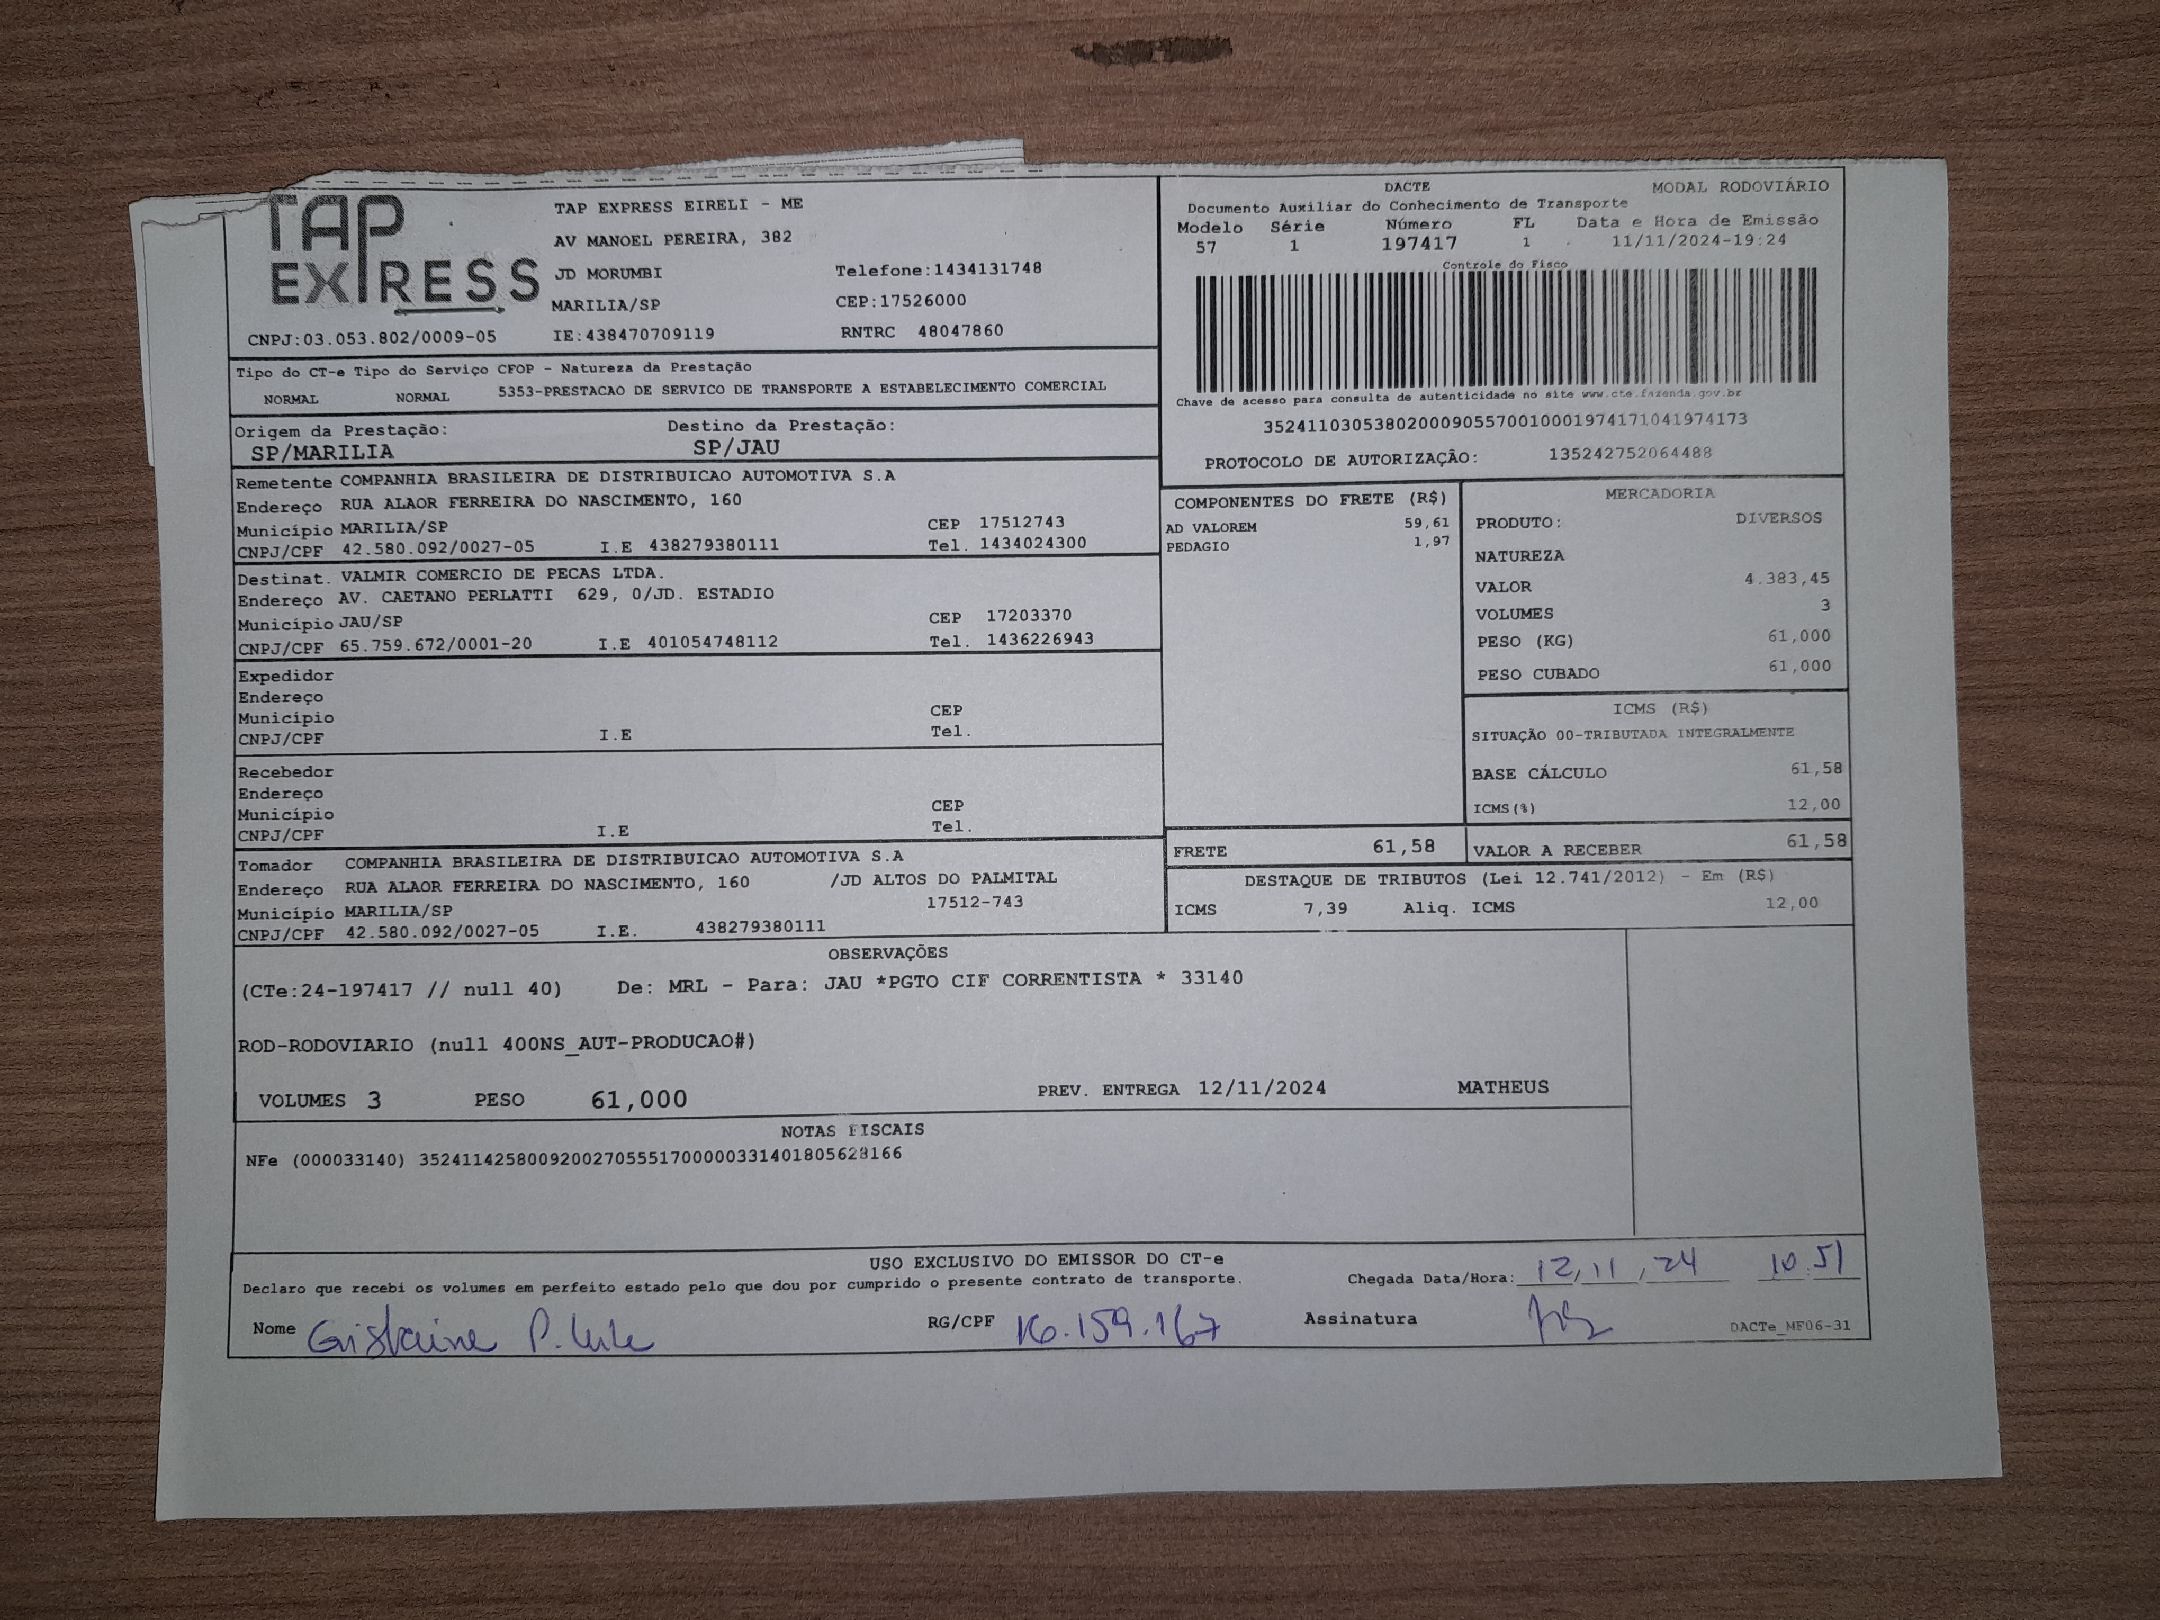 TAP
EXPRESS
CNPJ:03.053.802/0009-05
TAP EXPRESS EIRELI - ME
AV MANOEL PEREIRA, 382
JD MORUMBI Telefone:1434131748
MARILIA/SP CEP:17526000
IE:438470709119 RNTRC 48047860
DACTE MODAL RODOVIÁRIO
Documento Auxiliar do Conhecimento de Transporte
Modelo Série Número FL Data e Hora de Emissão
57 1 197417 1 11/11/2024-19:24
Controle do Fisco
Chave de acesso para consulta de autenticidade no site www.cte.fazenda.gov.br
35241103053802000905570010001974171041974173
PROTOCOLO DE AUTORIZAÇÃO: 135242752064488
Tipo do CT-e Tipo do Serviço CFOP - Natureza da Prestação
NORMAL NORMAL 5353-PRESTACAO DE SERVICO DE TRANSPORTE A ESTABELECIMENTO COMERCIAL
Origem da Prestação: Destino da Prestação:
SP/MARILIA SP/JAU
Remetente COMPANHIA BRASILEIRA DE DISTRIBUICAO AUTOMOTIVA S.A
Endereço RUA ALAOR FERREIRA DO NASCIMENTO, 160
Município MARILIA/SP CEP 17512743
CNPJ/CPF 42.580.092/0027-05 I.E 438279380111 Tel. 1434024300
Destinat. VALMIR COMERCIO DE PECAS LTDA.
Endereço AV. CAETANO PERLATTI 629, 0/JD. ESTADIO
Município JAU/SP CEP 17203370
CNPJ/CPF 65.759.672/0001-20 I.E 401054748112 Tel. 1436226943
Expedidor
Endereço
Município CEP
CNPJ/CPF I.E Tel.
Recebedor
Endereço
Município CEP
CNPJ/CPF I.E Tel.
Tomador COMPANHIA BRASILEIRA DE DISTRIBUICAO AUTOMOTIVA S.A
Endereço RUA ALAOR FERREIRA DO NASCIMENTO, 160 /JD ALTOS DO PALMITAL
Município MARILIA/SP 17512-743
CNPJ/CPF 42.580.092/0027-05 I.E. 438279380111
COMPONENTES DO FRETE (R$)
AD VALOREM 59,61
PEDAGIO 1,97
MERCADORIA
PRODUTO: DIVERSOS
NATUREZA
VALOR 4.383,45
VOLUMES 3
PESO (KG) 61,000
PESO CUBADO 61,000
ICMS (R$)
SITUAÇÃO 00-TRIBUTADA INTEGRALMENTE
BASE CÁLCULO 61,58
ICMS(%) 12,00
FRETE 61,58 VALOR A RECEBER 61,58
DESTAQUE DE TRIBUTOS (Lei 12.741/2012) - Em (R$)
ICMS 7,39 Aliq. ICMS 12,00
OBSERVAÇÕES
(CTe:24-197417 // null 40) De: MRL - Para: JAU *PGTO CIF CORRENTISTA * 33140
ROD-RODOVIARIO (null 400NS_AUT-PRODUCAO#)
VOLUMES 3 PESO 61,000 PREV. ENTREGA 12/11/2024 MATHEUS
NOTAS FISCAIS
NFe (000033140) 35241142580092002705551700000331401805628166
USO EXCLUSIVO DO EMISSOR DO CT-e
Declaro que recebi os volumes em perfeito estado pelo que dou por cumprido o presente contrato de transporte. Chegada Data/Hora: 12/11/24 10:51
Nome Gislaine P. RG/CPF 16.159.167 Assinatura
DACTe_MF06-31